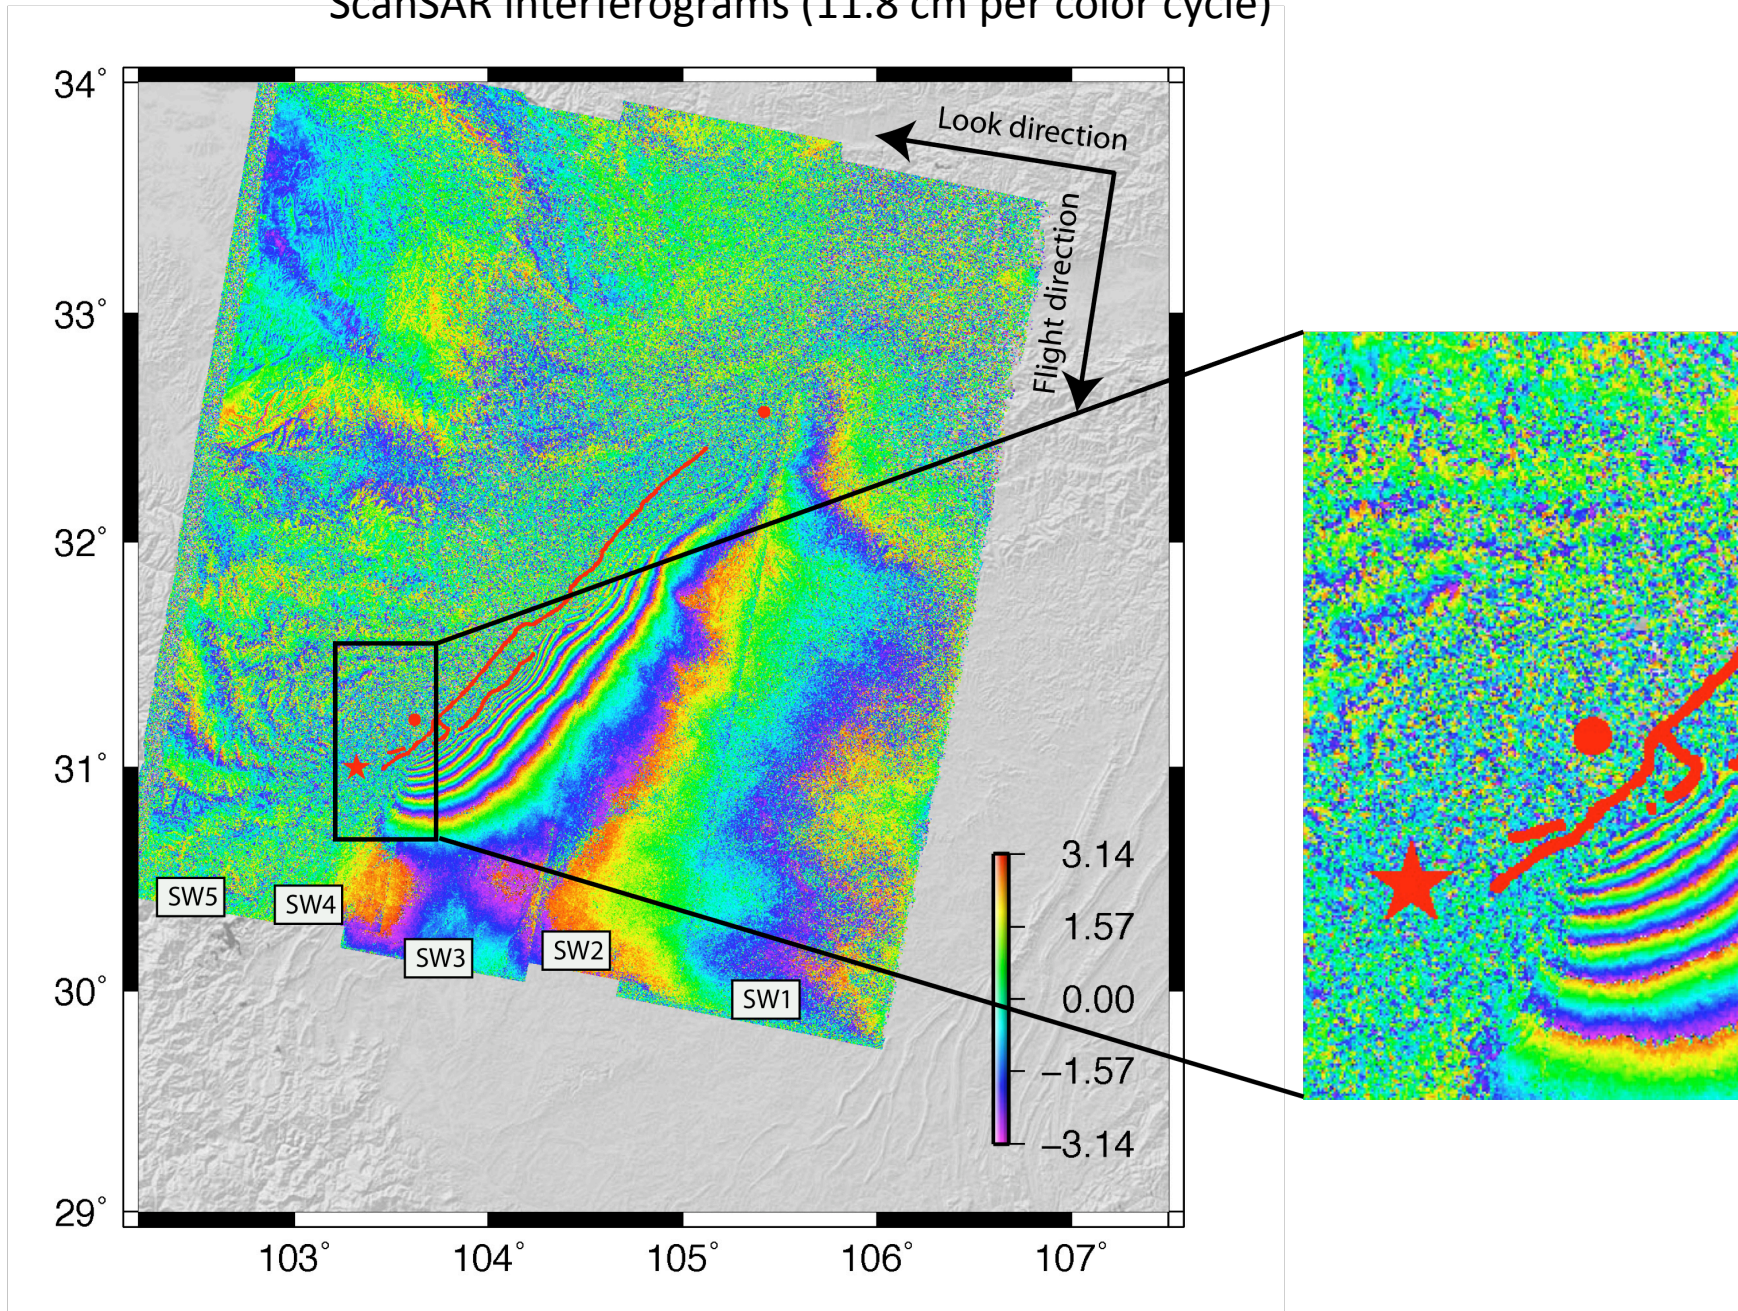 ScanSAR interferograms (11.8 cm per color cycle)
34°
33°
32°
31°
30°
29°
103°
104°
105°
106°
107°
Look direction
Flight direction
SW5
SW4
SW3
SW2
SW1
3.14
1.57
0.00
−1.57
−3.14